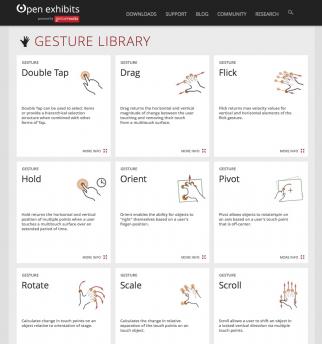 Open exhibits
powered by gestureworks
DOWNLOADS SUPPORT BLOG COMMUNITY RESEARCH
GESTURE LIBRARY
GESTURE
Double Tap
Double Tap can be used to select items
or provide a hierarchical selection
structure when combined with other
forms of Tap.
MORE INFO
GESTURE
Drag
Drag returns the horizontal and vertical
magnitude of change between the user
touching and removing their touch
from a multitouch surface.
MORE INFO
GESTURE
Flick
Flick returns max velocity values for
vertical and horizontal elements of the
Flick gesture.
MORE INFO
GESTURE
Hold
Hold returns the horizontal and vertical
position of multiple points when a user
touches a multitouch surface over an
extended period of time.
MORE INFO
GESTURE
Orient
Orient enables the ability for objects to
"right" themselves based on a user's
finger position.
MORE INFO
GESTURE
Pivot
Pivot allows objects to rotate/spin on
an axis based on a user's touch point
that is off-center.
MORE INFO
GESTURE
Rotate
Calculates change in touch points on an
object relative to orientation of stage.
GESTURE
Scale
Calculates change in relative
separation of the touch points on an
touch object.
GESTURE
Scroll
Scroll allows a user to shift an object in
a locked vertical direction via multiple
touch points.